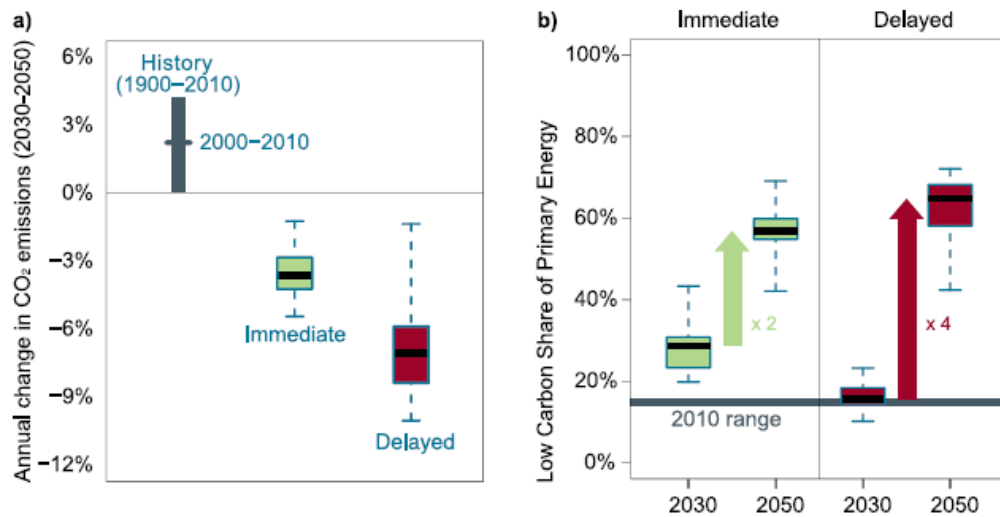 a)
Annual change in CO₂ emissions (2030-2050)
6%
3%
0%
−3%
−6%
−9%
−12%
History
(1900−2010)
2000−2010
Immediate
Delayed
b)
Immediate
Delayed
Low Carbon Share of Primary Energy
100%
80%
60%
40%
20%
0%
x 2
x 4
2010 range
2030
2050
2030
2050